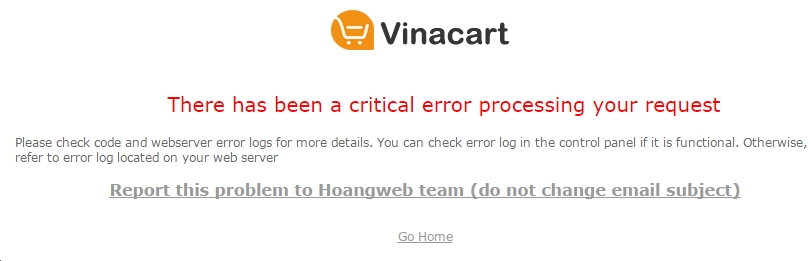 Vinacart
There has been a critical error processing your request
Please check code and webserver error logs for more details. You can check error log in the control panel if it is functional. Otherwise,
refer to error log located on your web server
Report this problem to Hoangweb team (do not change email subject)
Go Home